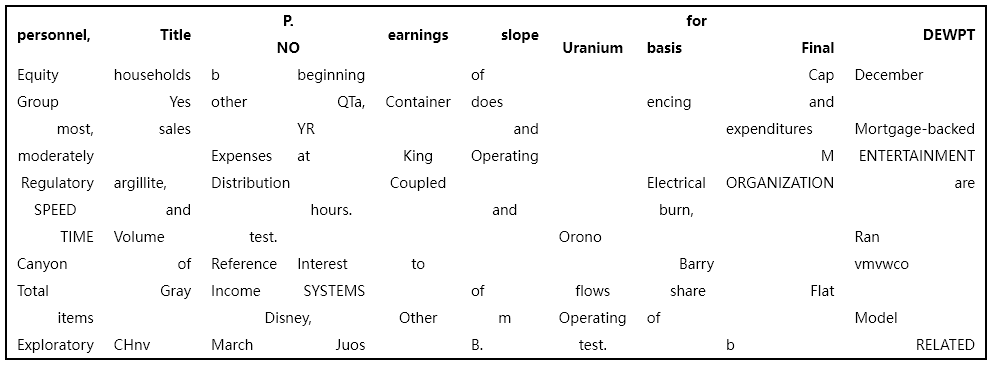 P. for
personnel, Title earnings slope DEWPT
NO Uranium basis Final
Equity households b beginning of Cap December
Group Yes other QTa, Container does encing and
most, sales YR and expenditures Mortgage-backed
moderately Expenses at King Operating M ENTERTAINMENT
Regulatory argillite, Distribution Coupled Electrical ORGANIZATION are
SPEED and hours. and burn,
TIME Volume test. Orono Ran
Canyon of Reference Interest to Barry vmvwco
Total Gray Income SYSTEMS of flows share Flat
items Disney, Other m Operating of Model
Exploratory CHnv March Juos B. test. b RELATED